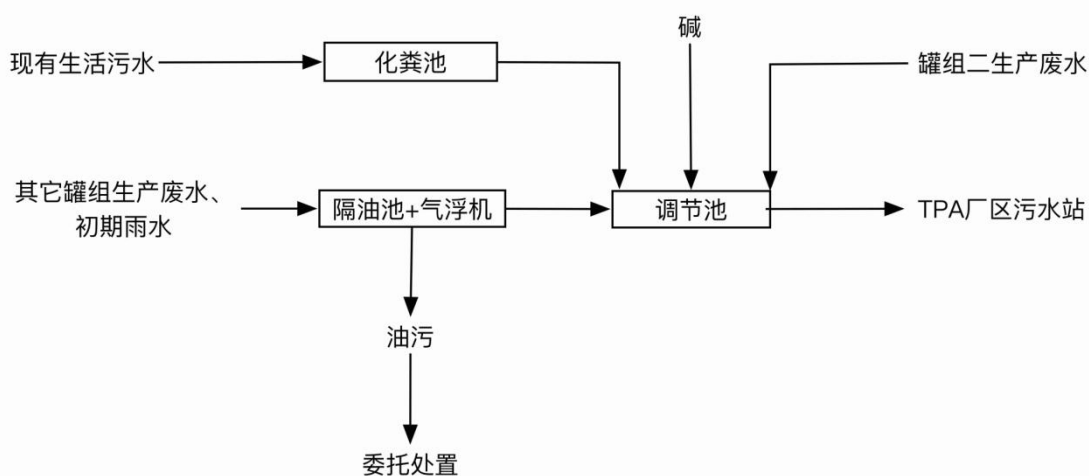 碱
现有生活污水
化粪池
罐组二生产废水
其它罐组生产废水、
初期雨水
隔油池+气浮机
调节池
TPA厂区污水站
油污
委托处置